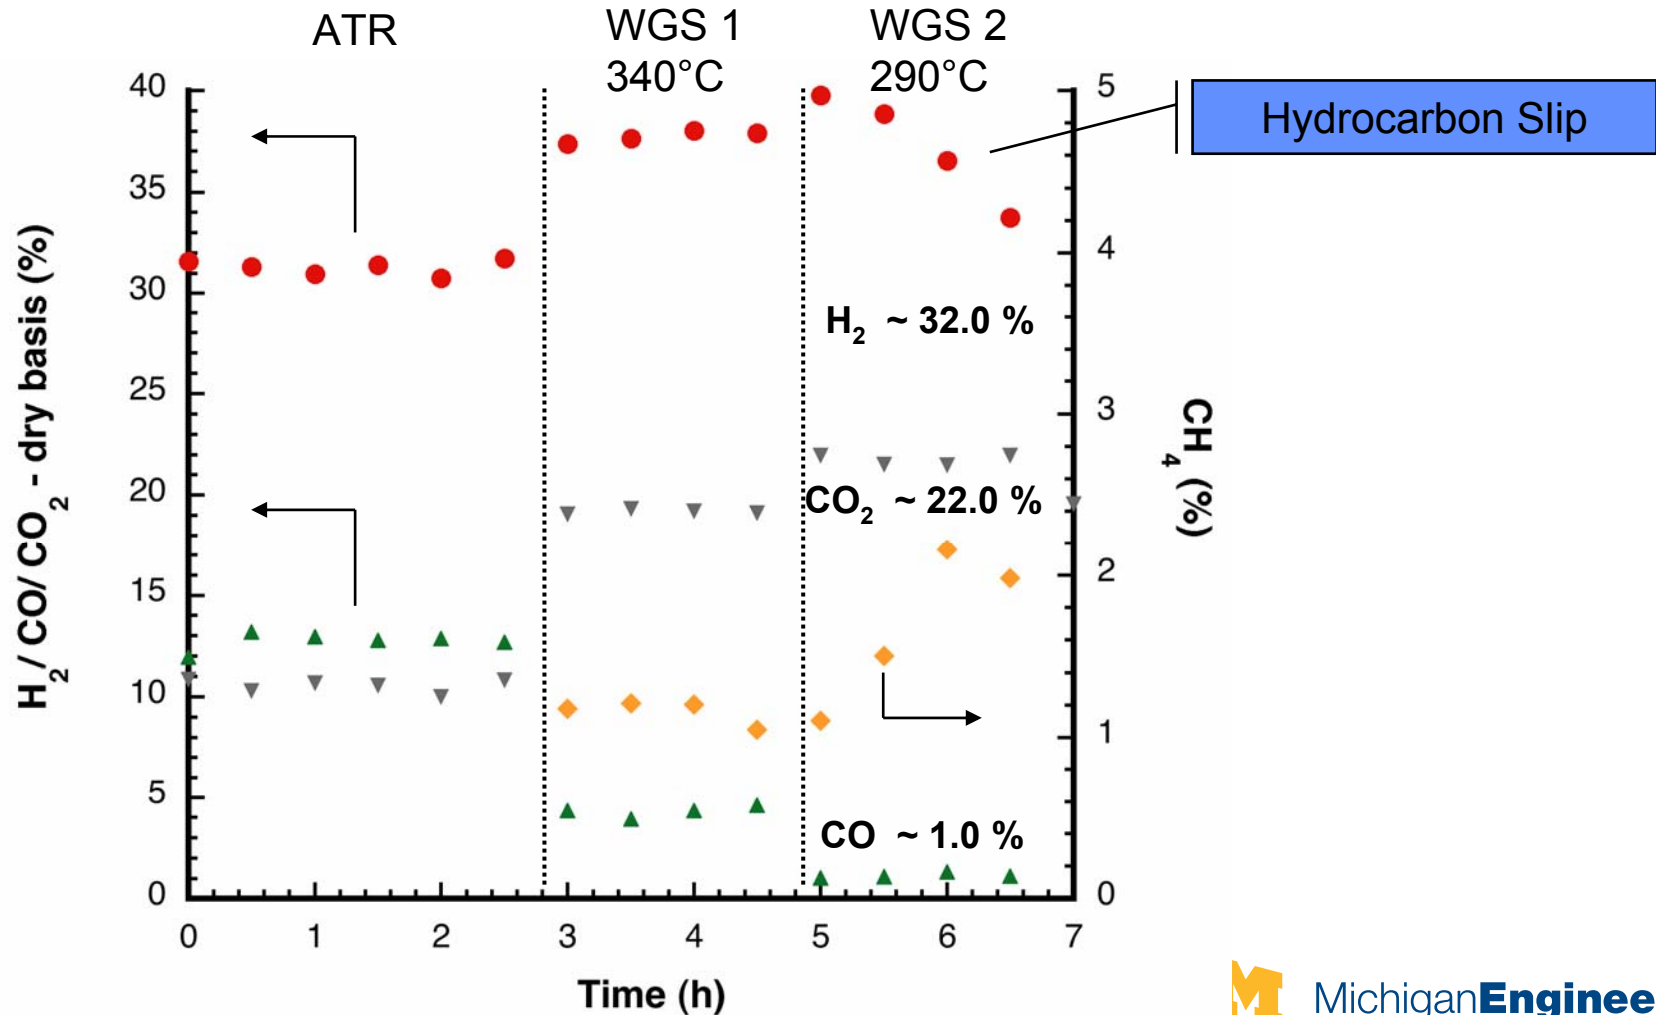 ATR
WGS 1
340°C
WGS 2
290°C
Hydrocarbon Slip
H2 / CO/ CO2 - dry basis (%)
40
35
30
25
20
15
10
5
0
5
4
3
2
1
0
CH4 (%)
H2 ~ 32.0 %
CO2 ~ 22.0 %
CO ~ 1.0 %
0 1 2 3 4 5 6 7
Time (h)
M MichiganEnginee